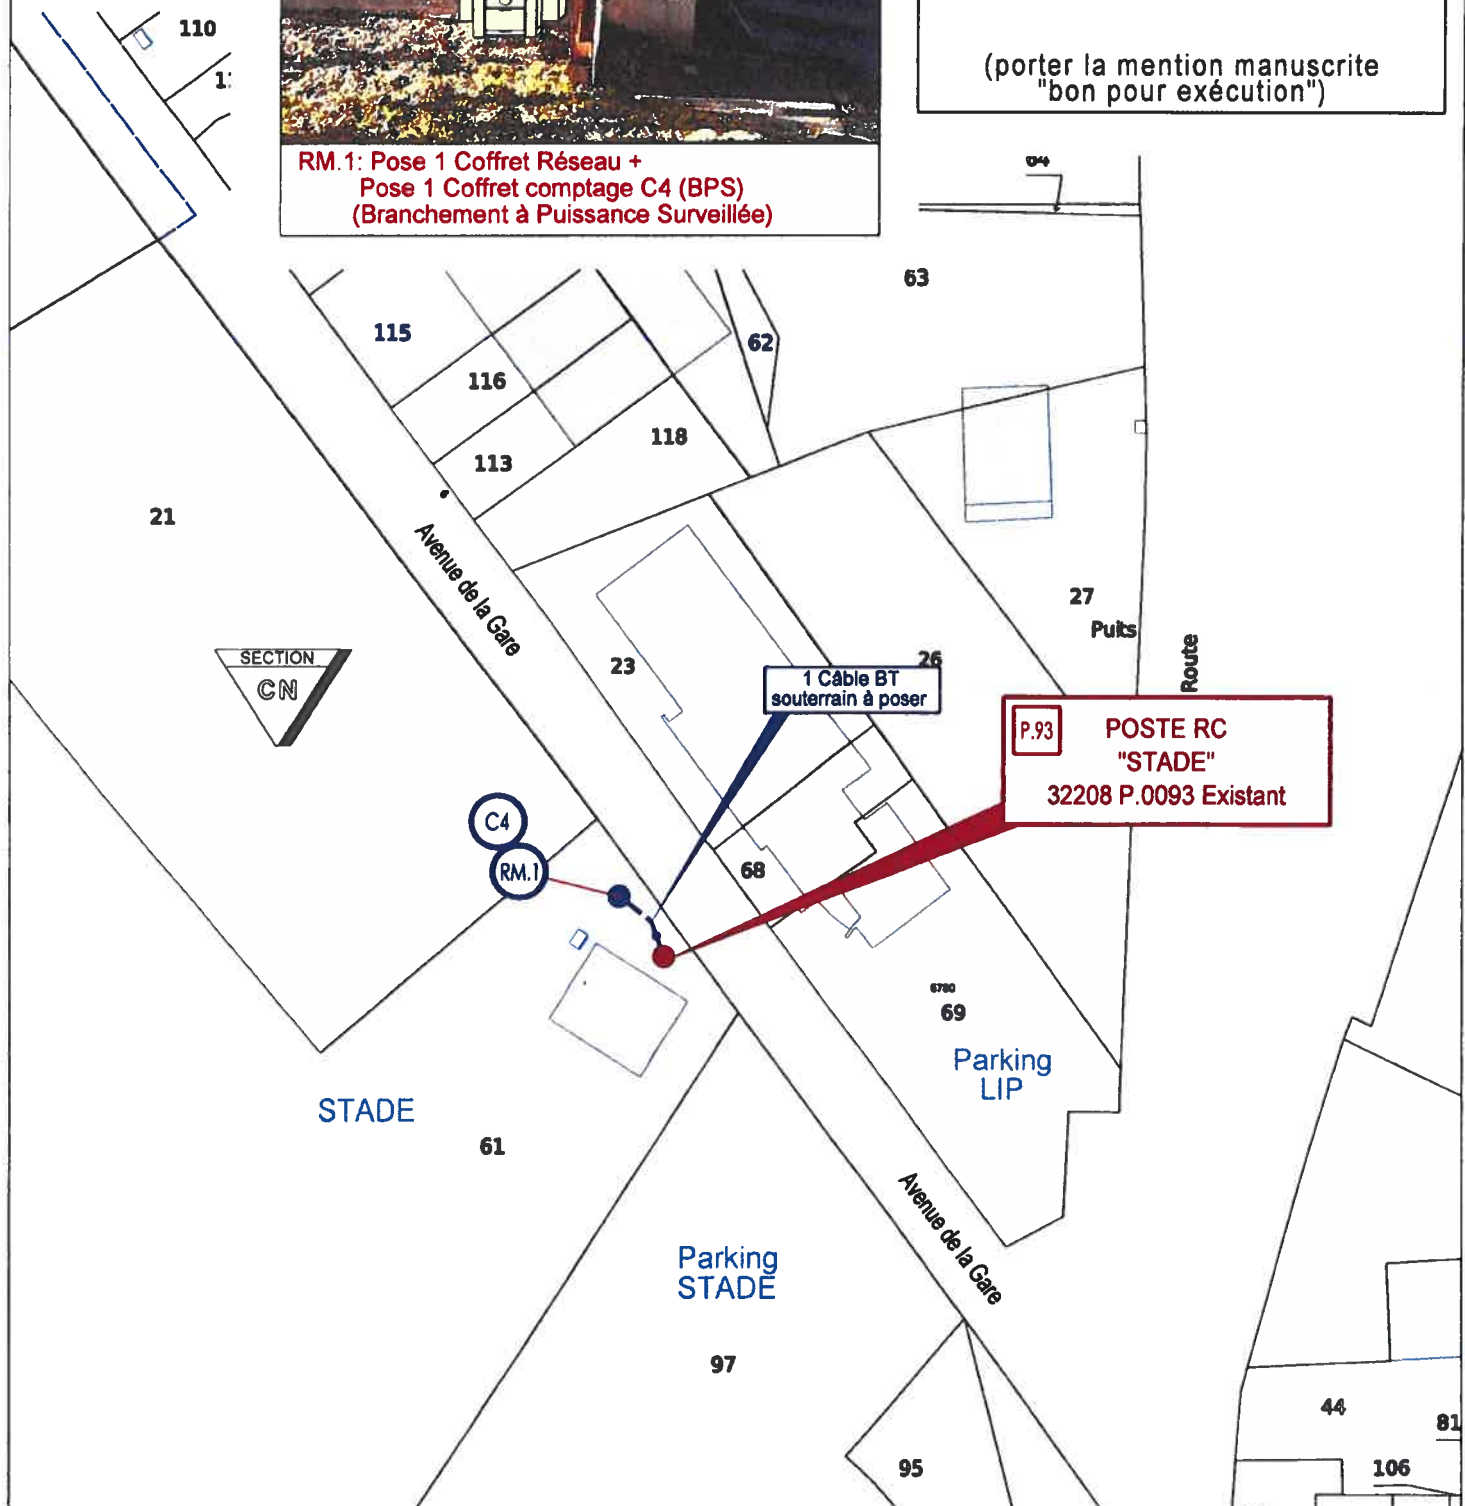 110
(porter la mention manuscrite
"bon pour exécution")
RM.1: Pose 1 Coffret Réseau +
Pose 1 Coffret comptage C4 (BPS)
(Branchement à Puissance Surveillée)
63
115
62
116
118
113
21
Avenue de la Gare
27
Puits
Route
SECTION
CN
23
26
1 Câble BT
souterrain à poser
P.93
POSTE RC
"STADE"
32208 P.0093 Existant
C4
RM.1
68
69
Parking
LIP
STADE
61
Avenue de la Gare
Parking
STADE
97
44
81
95
106